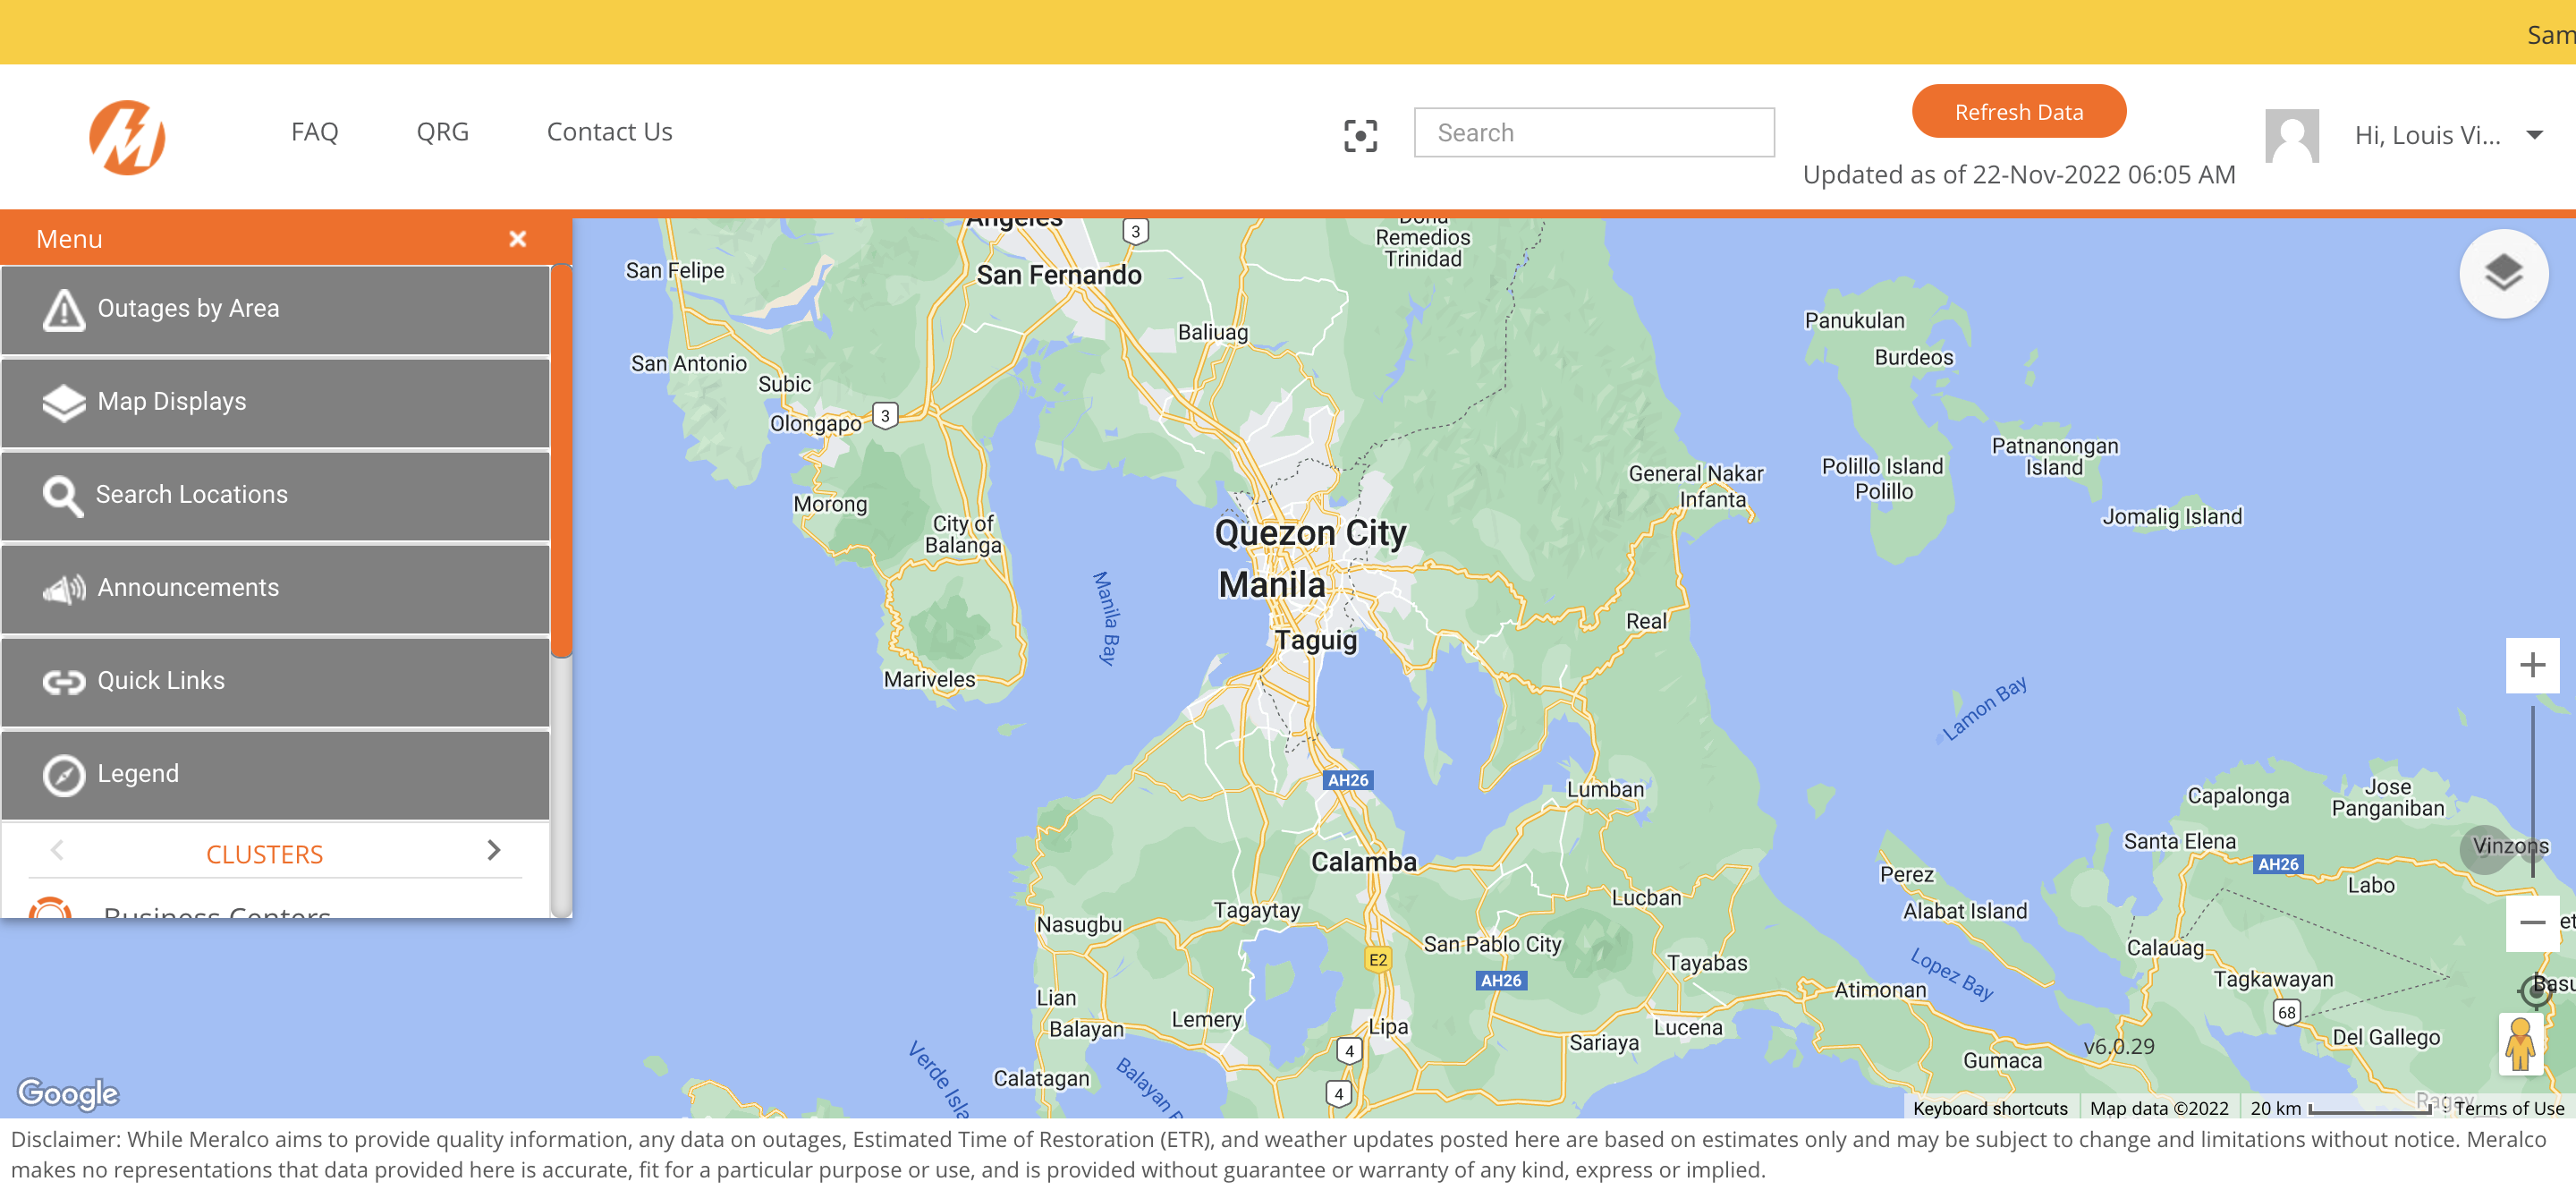 Sam
FAQ
QRG
Contact Us
Search
Refresh Data
Updated as of 22-Nov-2022 06:05 AM
Hi, Louis Vi...
Menu
Outages by Area
Map Displays
Search Locations
Announcements
Quick Links
Legend
CLUSTERS
Business Centers
Angeles
3
Doña
Remedios
Trinidad
San Felipe
San Fernando
Panukulan
Baliuag
Burdeos
San Antonio
Subic
Olongapo
3
Patnanongan
Island
General Nakar
Polillo Island
Infanta
Polillo
Morong
Jomalig Island
City of
Balanga
Quezon City
Manila
Manila Bay
Real
Taguig
Mariveles
Lamon Bay
AH26
Lumban
Capalonga
Jose
Panganiban
Santa Elena
Vinzons
Calamba
AH26
Perez
Labo
Lucban
Tagaytay
Alabat Island
Nasugbu
San Pablo City
Calauag
E2
Tayabas
Lopez Bay
AH26
Tagkawayan
Basu
Atimonan
Lian
68
Lemery
Lipa
Lucena
Balayan
Sariaya
Del Gallego
v6.0.29
4
Gumaca
Verde Isla
Balayan
Calatagan
4
Ragay
Google
Keyboard shortcuts
Map data ©2022
20 km
Terms of Use
Disclaimer: While Meralco aims to provide quality information, any data on outages, Estimated Time of Restoration (ETR), and weather updates posted here are based on estimates only and may be subject to change and limitations without notice. Meralco
makes no representations that data provided here is accurate, fit for a particular purpose or use, and is provided without guarantee or warranty of any kind, express or implied.